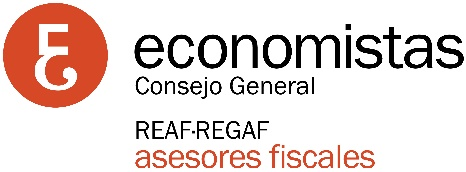 economistas
Consejo General
REAF·REGAF
asesores fiscales